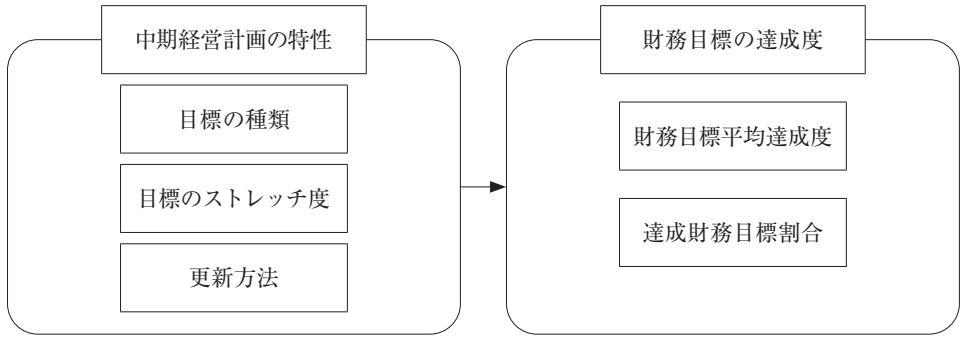 中期経営計画の特性
目標の種類
目標のストレッチ度
更新方法
財務目標の達成度
財務目標平均達成度
達成財務目標割合